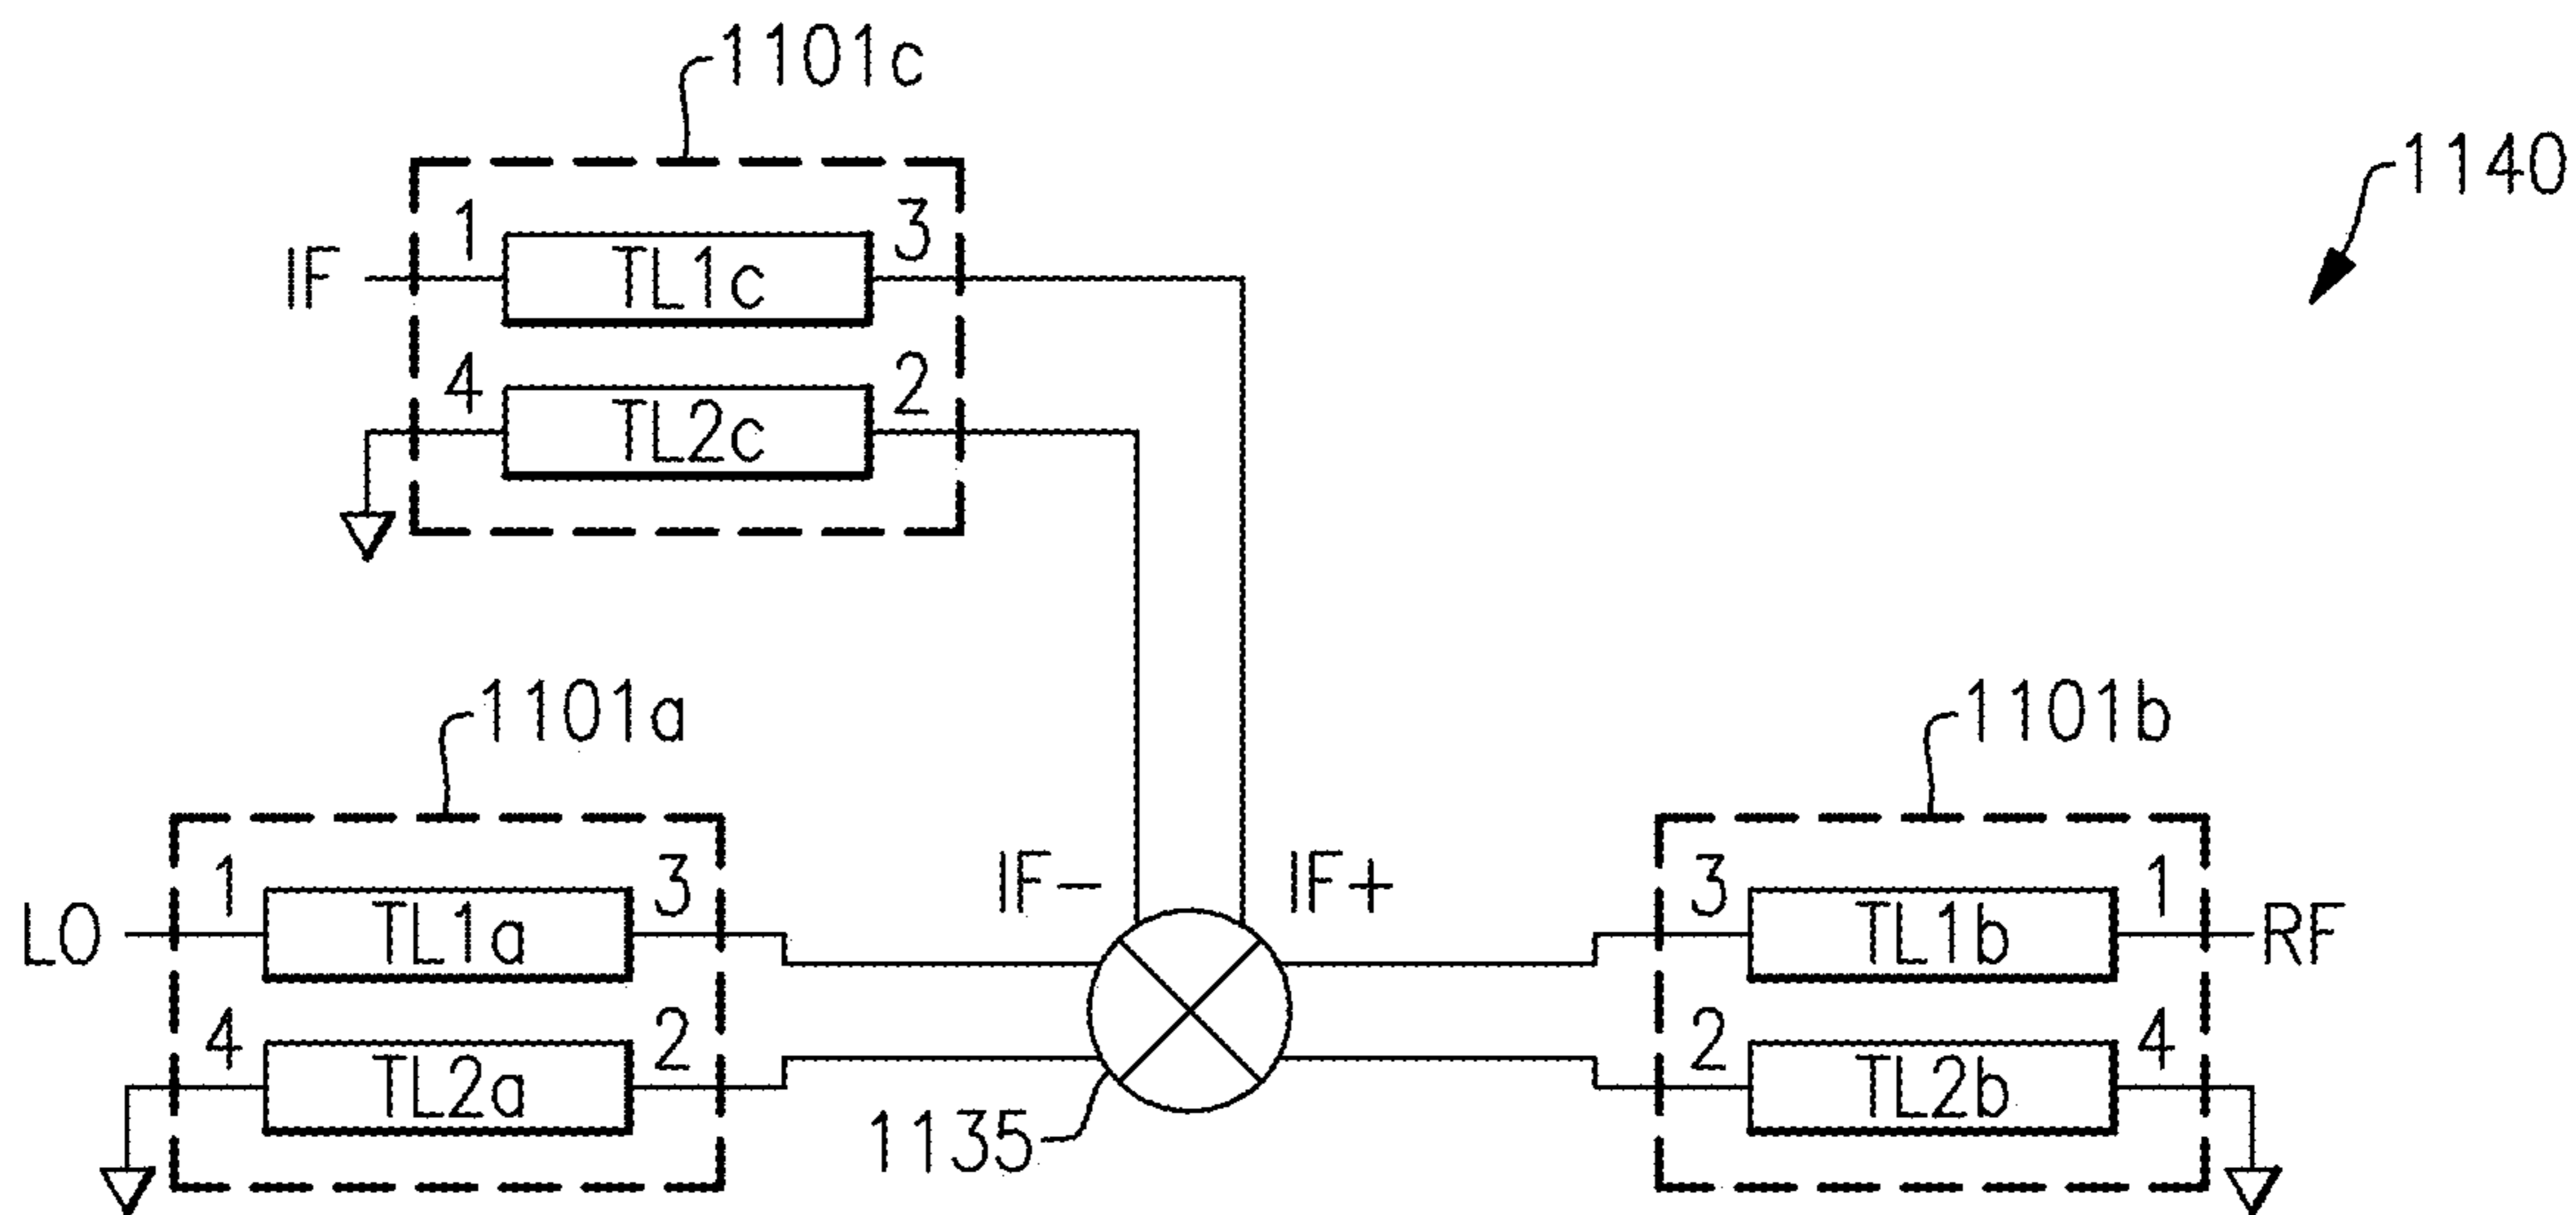 1101c
1140
1 3
IF TL1c
4 2
TL2c
1101a
1101b
IF- IF+
1 3 3 1
LO TL1a TL1b RF
4 2 2 4
TL2a TL2b
1135